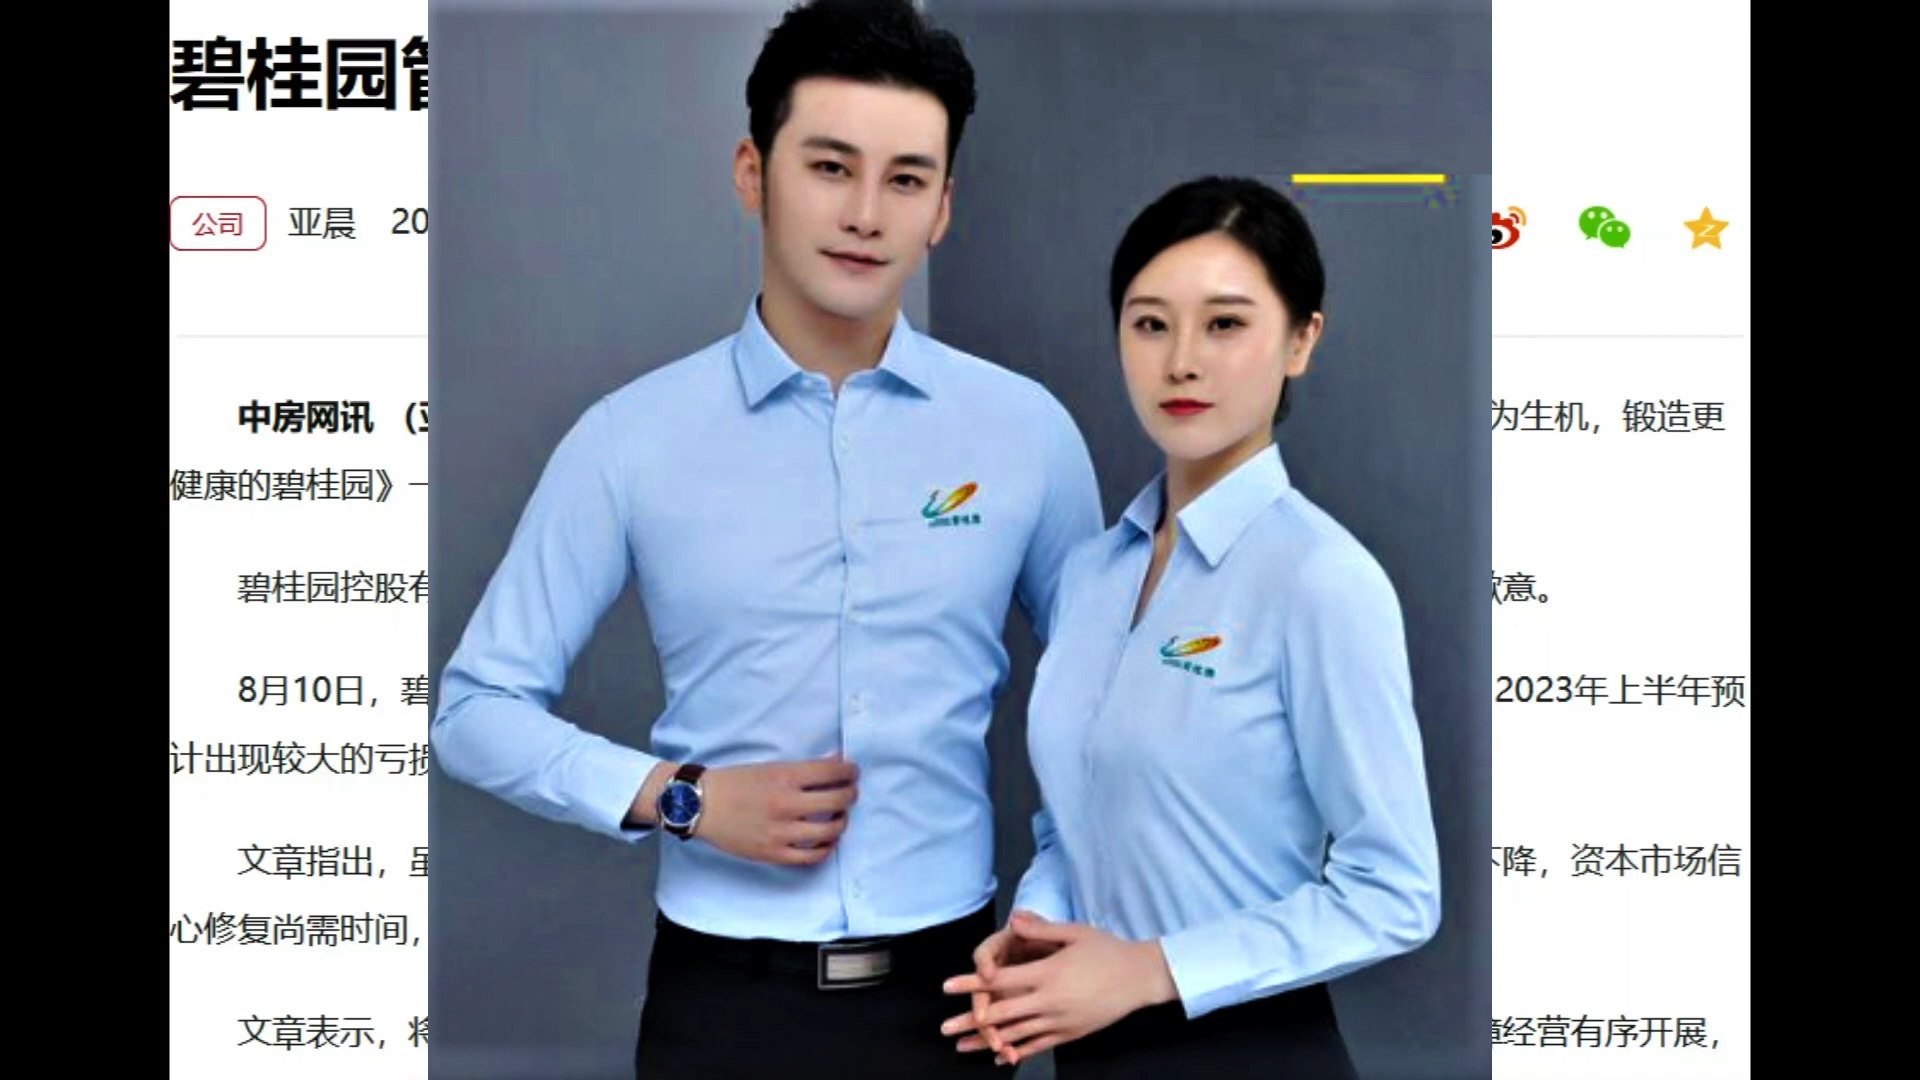 碧桂园
公司 亚晨 20
中房网讯 （ 为生机，锻造更
健康的碧桂园》一
碧桂园控股有 歉意。
8月10日，碧 2023年上半年预
计出现较大的亏损
文章指出，虽 下降，资本市场信
心修复尚需时间，
文章表示，将 经营有序开展，